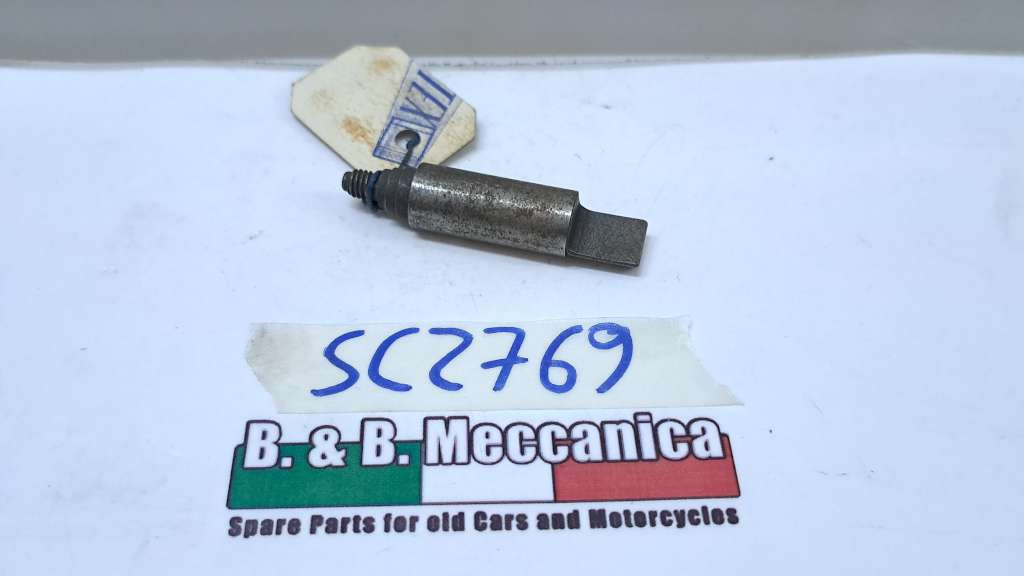 SC2769
B. & B. Meccanica
Spare Parts for old Cars and Motorcycles